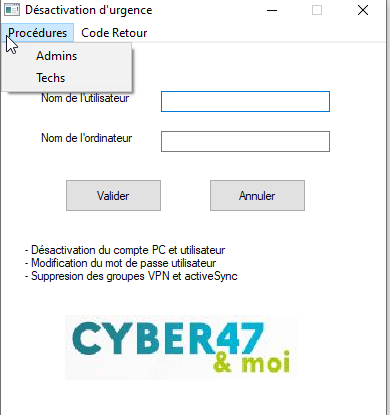 Désactivation d'urgence
Procédures Code Retour
Admins
Techs
Nom de l'utilisateur
Nom de l'ordinateur
Valider Annuler
- Désactivation du compte PC et utilisateur
- Modification du mot de passe utilisateur
- Suppresion des groupes VPN et activeSync
CYBER47
& moi